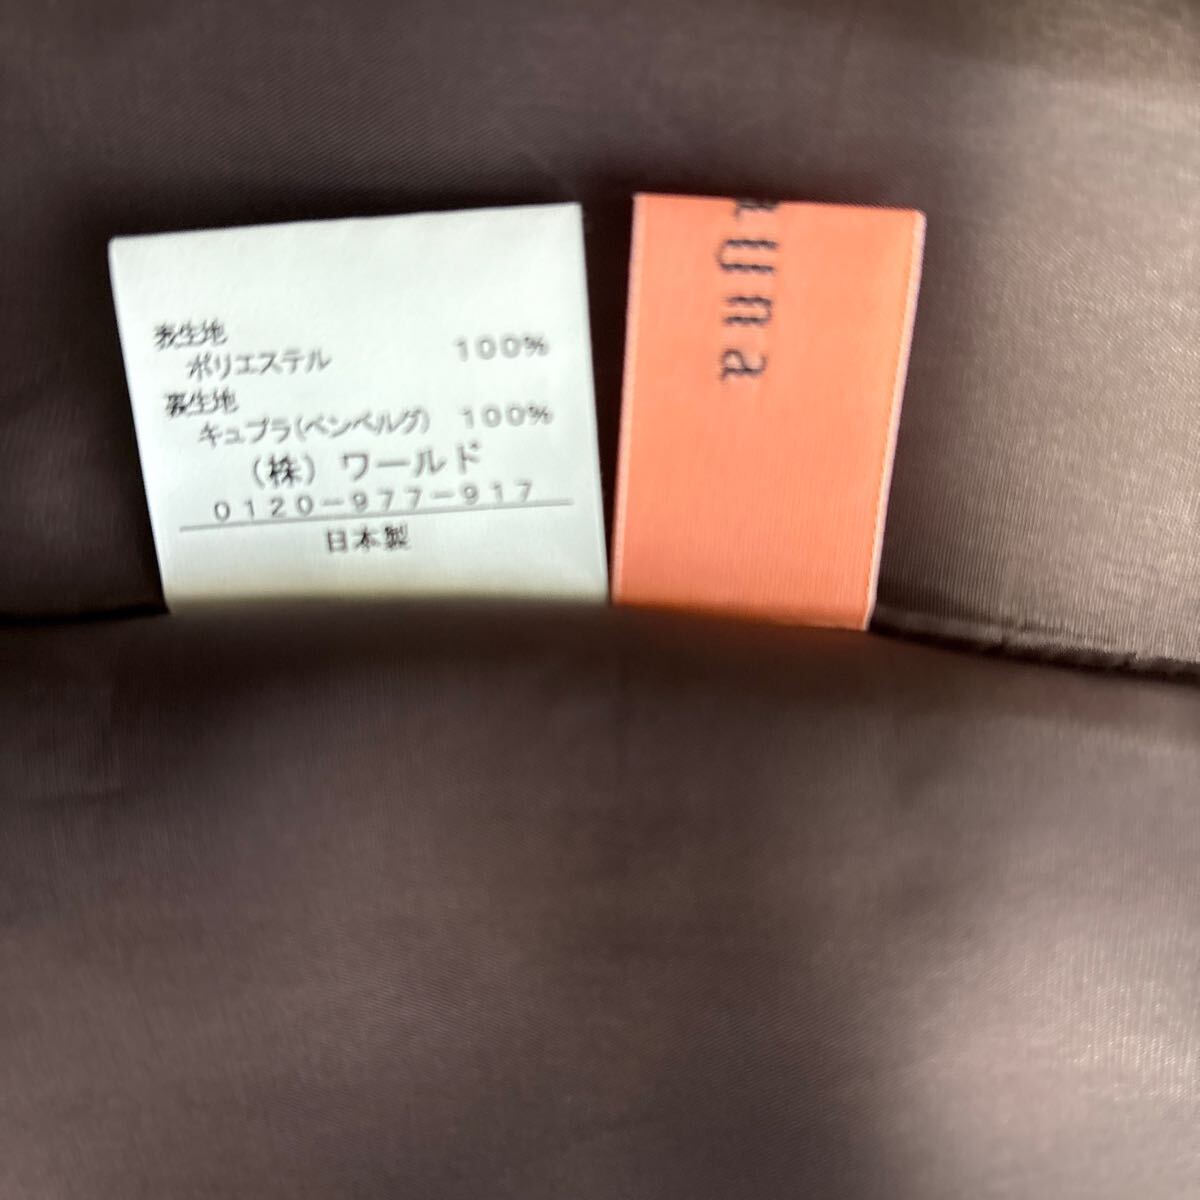 表生地
ポリエステル 100%
裏生地
キュプラ(ベンベルグ) 100%
(株) ワールド
0120-977-917
日本製
auna